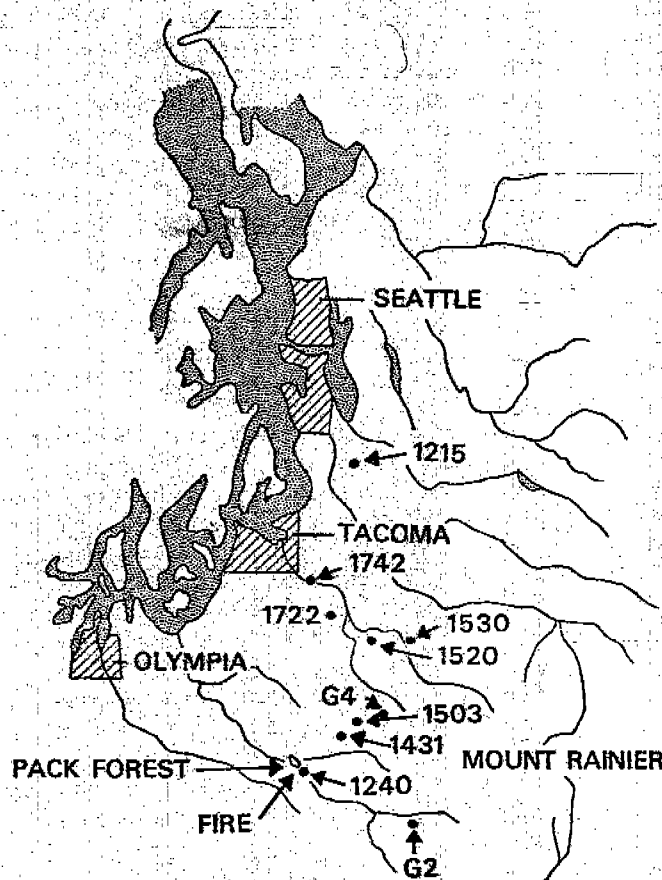 SEATTLE
1215
TACOMA
1742
1722
1530
1520
OLYMPIA
G4
1503
1431
MOUNT RAINIER
PACK FOREST
1240
FIRE
G2